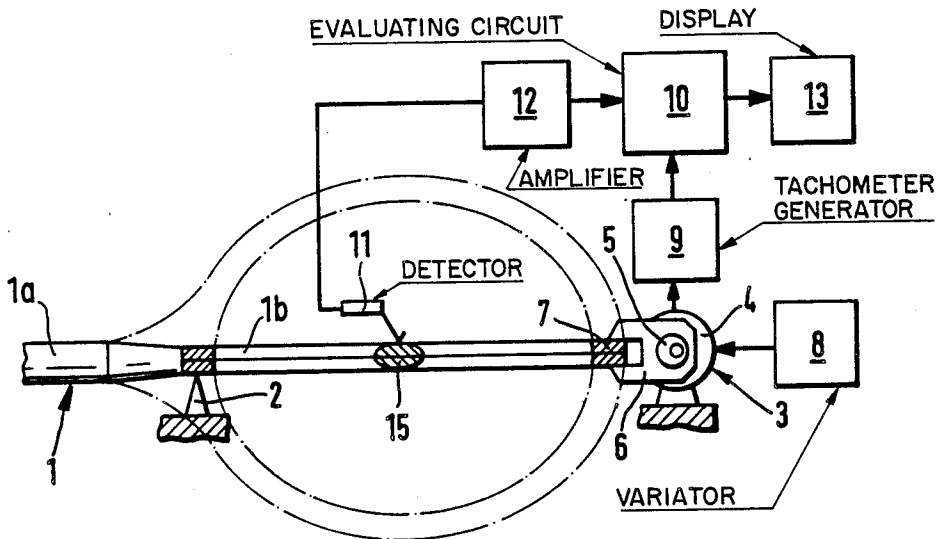 DISPLAY
EVALUATING CIRCUIT
12
10
13
AMPLIFIER
TACHOMETER
GENERATOR
9
11
DETECTOR
5
4
1a
1b
7
8
2
15
6
3
1
VARIATOR